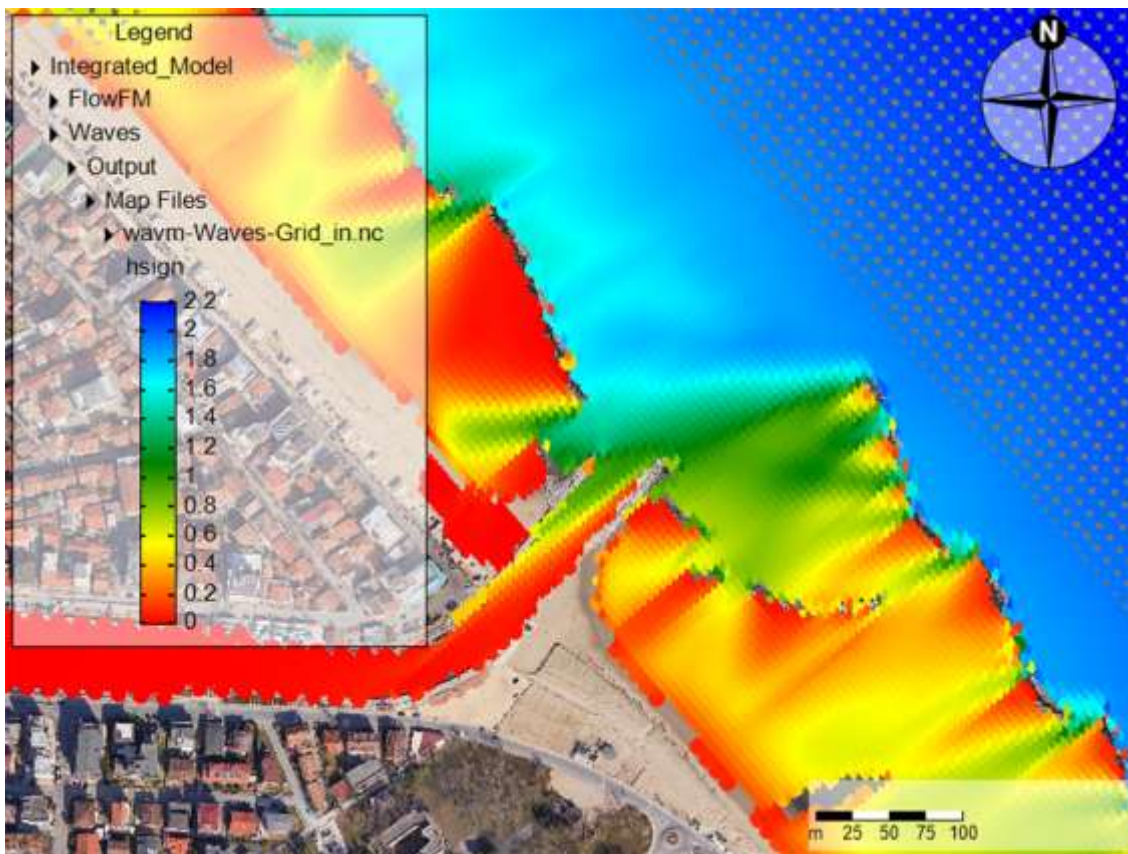 Legend
Integrated_Model
FlowFM
Waves
Output
Map Files
wavm-Waves-Grid_in.nc
hsign
2.2
2
1.8
1.6
1.4
1.2
1
0.8
0.6
0.4
0.2
0
N
m 25 50 75 100